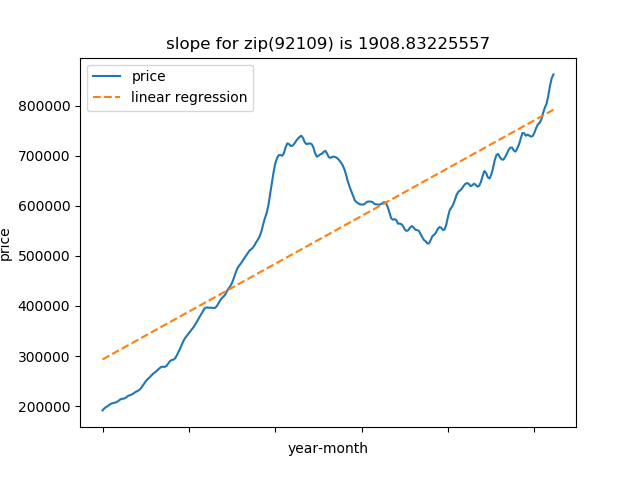 slope for zip(92109) is 1908.83225557
price
linear regression
800000
700000
600000
500000
400000
300000
200000
price
year-month